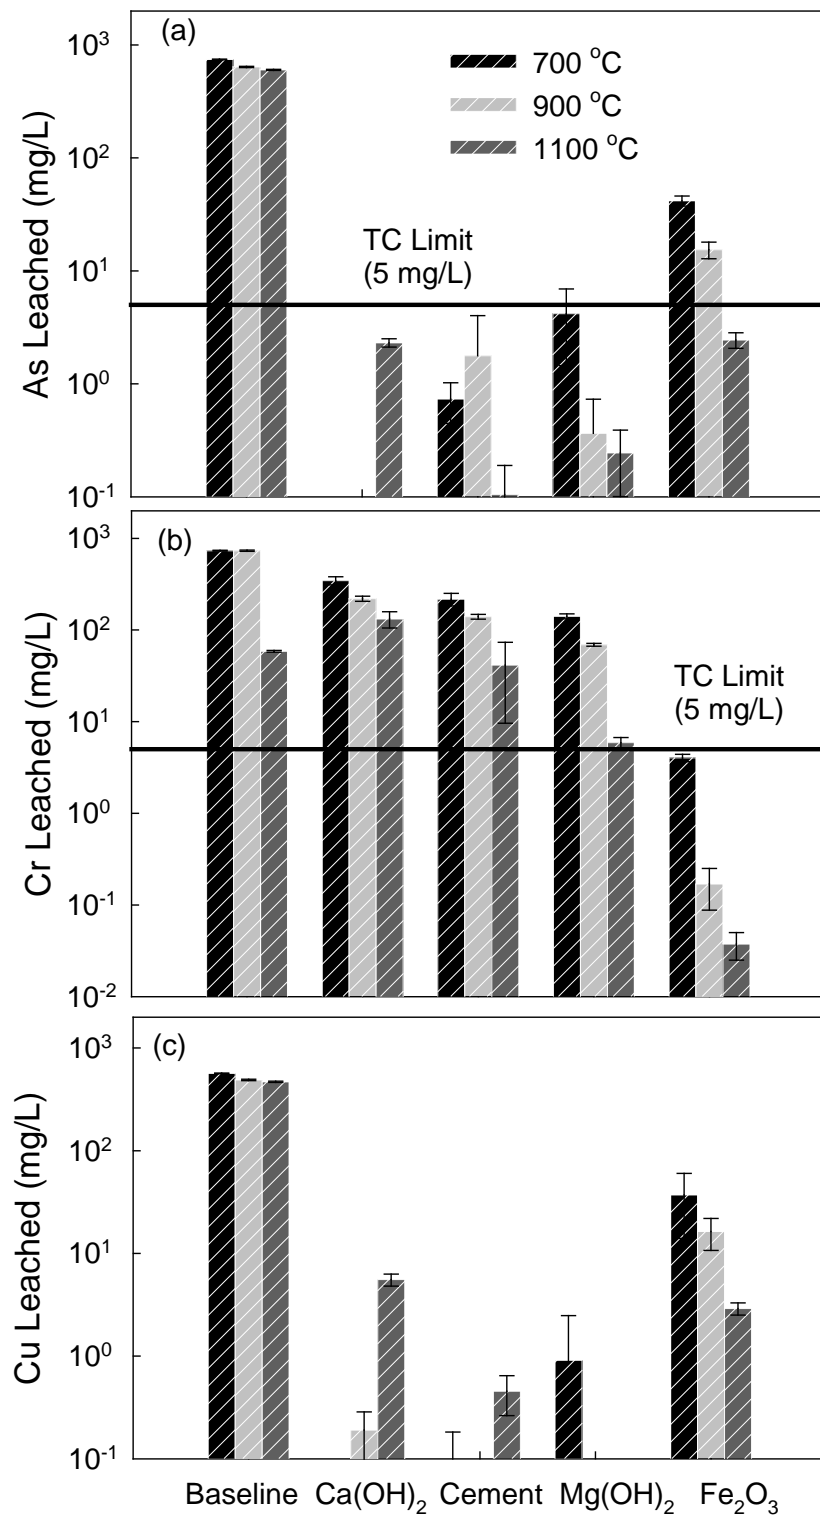 (a)
700 °C
900 °C
1100 °C
TC Limit
(5 mg/L)
As Leached (mg/L)
10³
10²
10¹
10⁰
10⁻¹
(b)
TC Limit
(5 mg/L)
Cr Leached (mg/L)
10³
10²
10¹
10⁰
10⁻¹
10⁻²
(c)
Cu Leached (mg/L)
10³
10²
10¹
10⁰
10⁻¹
Baseline Ca(OH)₂ Cement Mg(OH)₂ Fe₂O₃